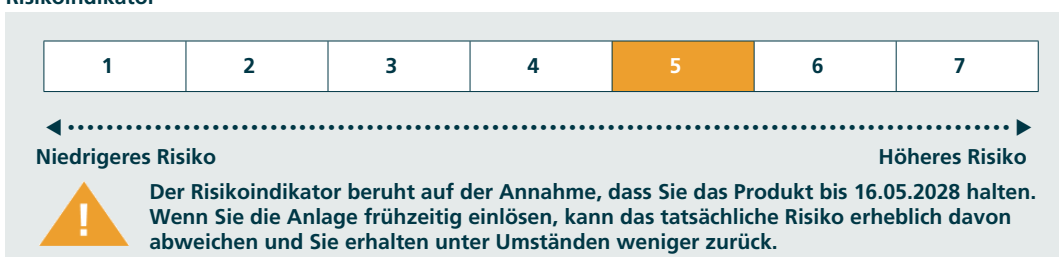 Risikoindikator
1 2 3 4 5 6 7
Niedrigeres Risiko Höheres Risiko
Der Risikoindikator beruht auf der Annahme, dass Sie das Produkt bis 16.05.2028 halten.
Wenn Sie die Anlage frühzeitig einlösen, kann das tatsächliche Risiko erheblich davon
abweichen und Sie erhalten unter Umständen weniger zurück.